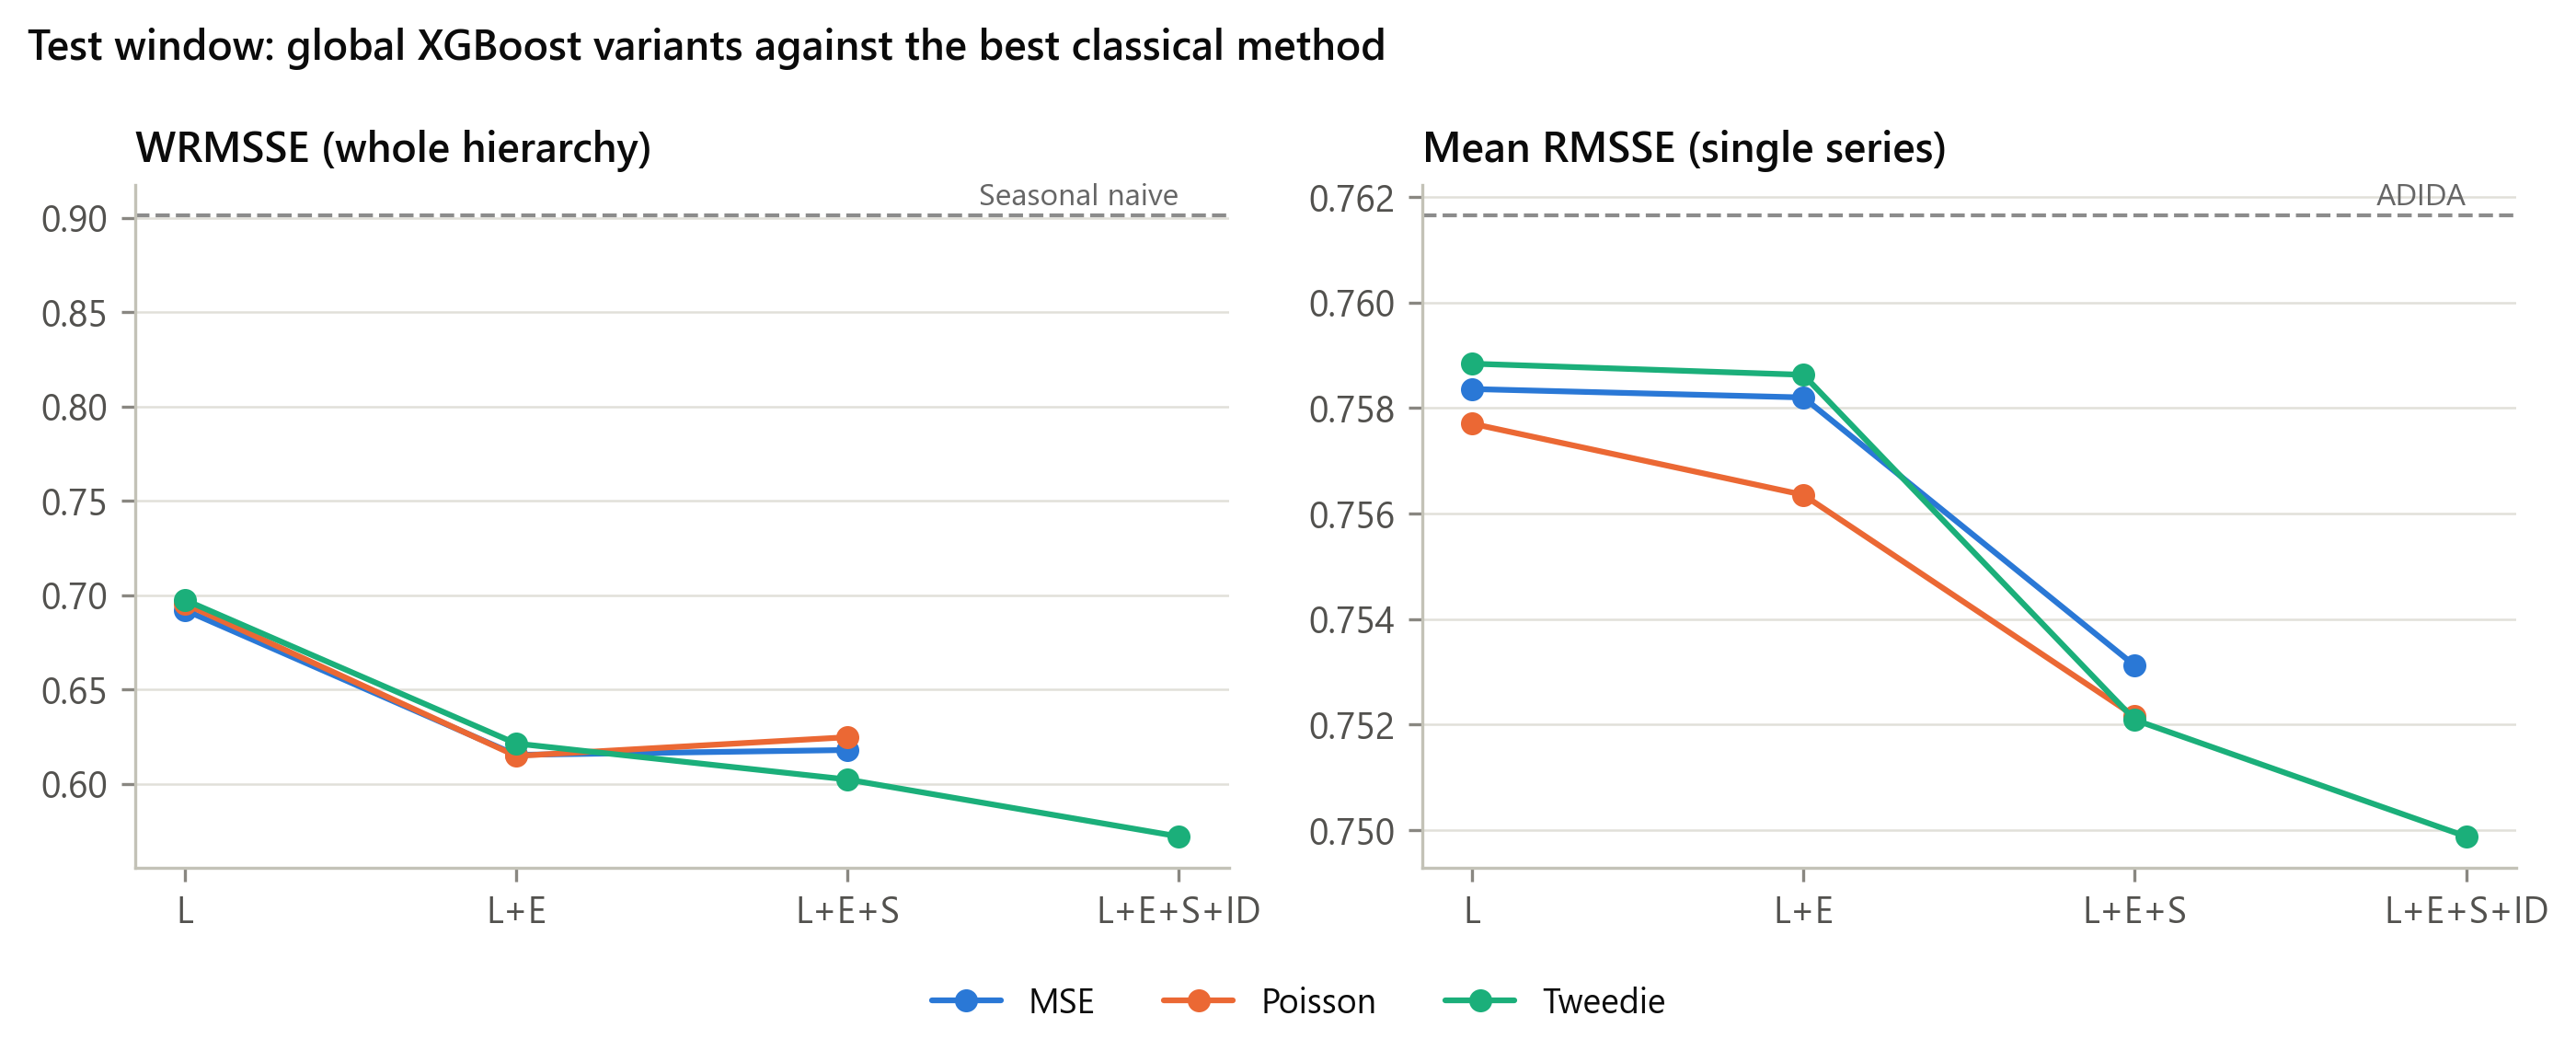 Test window: global XGBoost variants against the best classical method
WRMSSE (whole hierarchy)
Seasonal naive
0.90
0.85
0.80
0.75
0.70
0.65
0.60
L
L+E
L+E+S
L+E+S+ID
Mean RMSSE (single series)
ADIDA
0.762
0.760
0.758
0.756
0.754
0.752
0.750
L
L+E
L+E+S
L+E+S+ID
MSE
Poisson
Tweedie